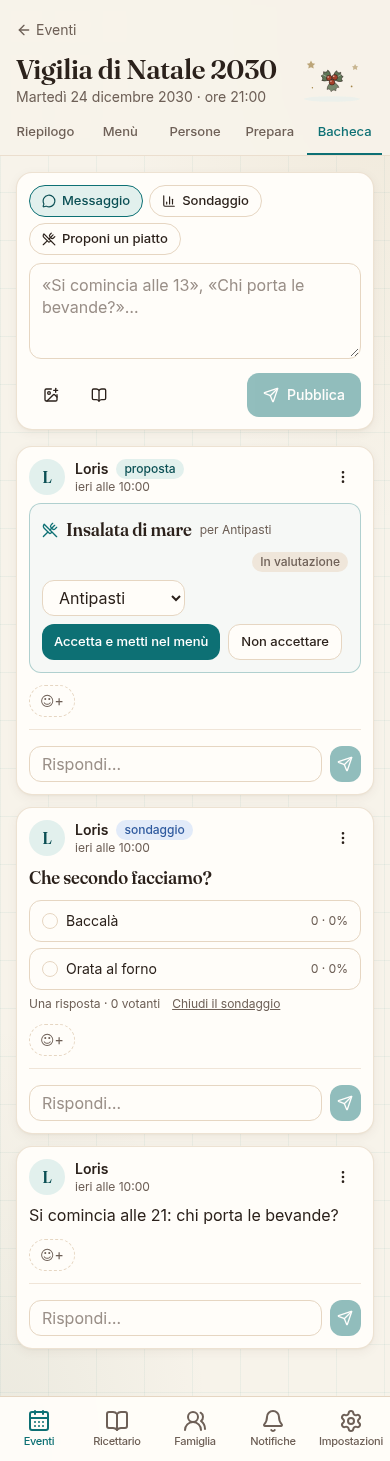 Eventi
Vigilia di Natale 2030
Martedì 24 dicembre 2030 · ore 21:00
Riepilogo Menù Persone Prepara Bacheca
Messaggio Sondaggio
Proponi un piatto
«Si comincia alle 13», «Chi porta le
bevande?»...
Pubblica
L Loris proposta
ieri alle 10:00
Insalata di mare per Antipasti
In valutazione
Antipasti
Accetta e metti nel menù Non accettare
Rispondi...
L Loris sondaggio
ieri alle 10:00
Che secondo facciamo?
Baccalà 0 · 0%
Orata al forno 0 · 0%
Una risposta · 0 votanti Chiudi il sondaggio
Rispondi...
L Loris
ieri alle 10:00
Si comincia alle 21: chi porta le bevande?
Rispondi...
Eventi Ricettario Famiglia Notifiche Impostazioni